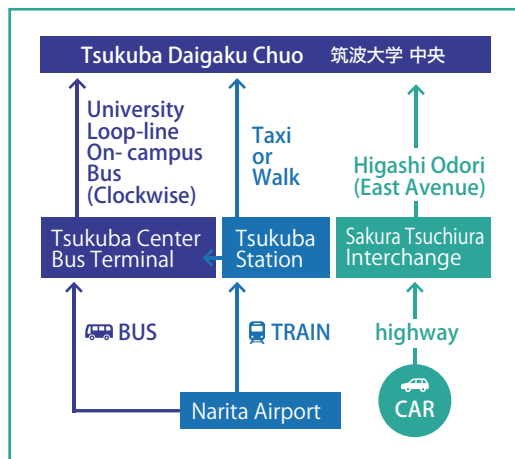 Tsukuba Daigaku Chuo 筑波大学 中央
University
Loop-line
On- campus
Bus
(Clockwise)
Taxi
or
Walk
Higashi Odori
(East Avenue)
Tsukuba Center
Bus Terminal
Tsukuba
Station
Sakura Tsuchiura
Interchange
BUS
TRAIN
highway
Narita Airport
CAR